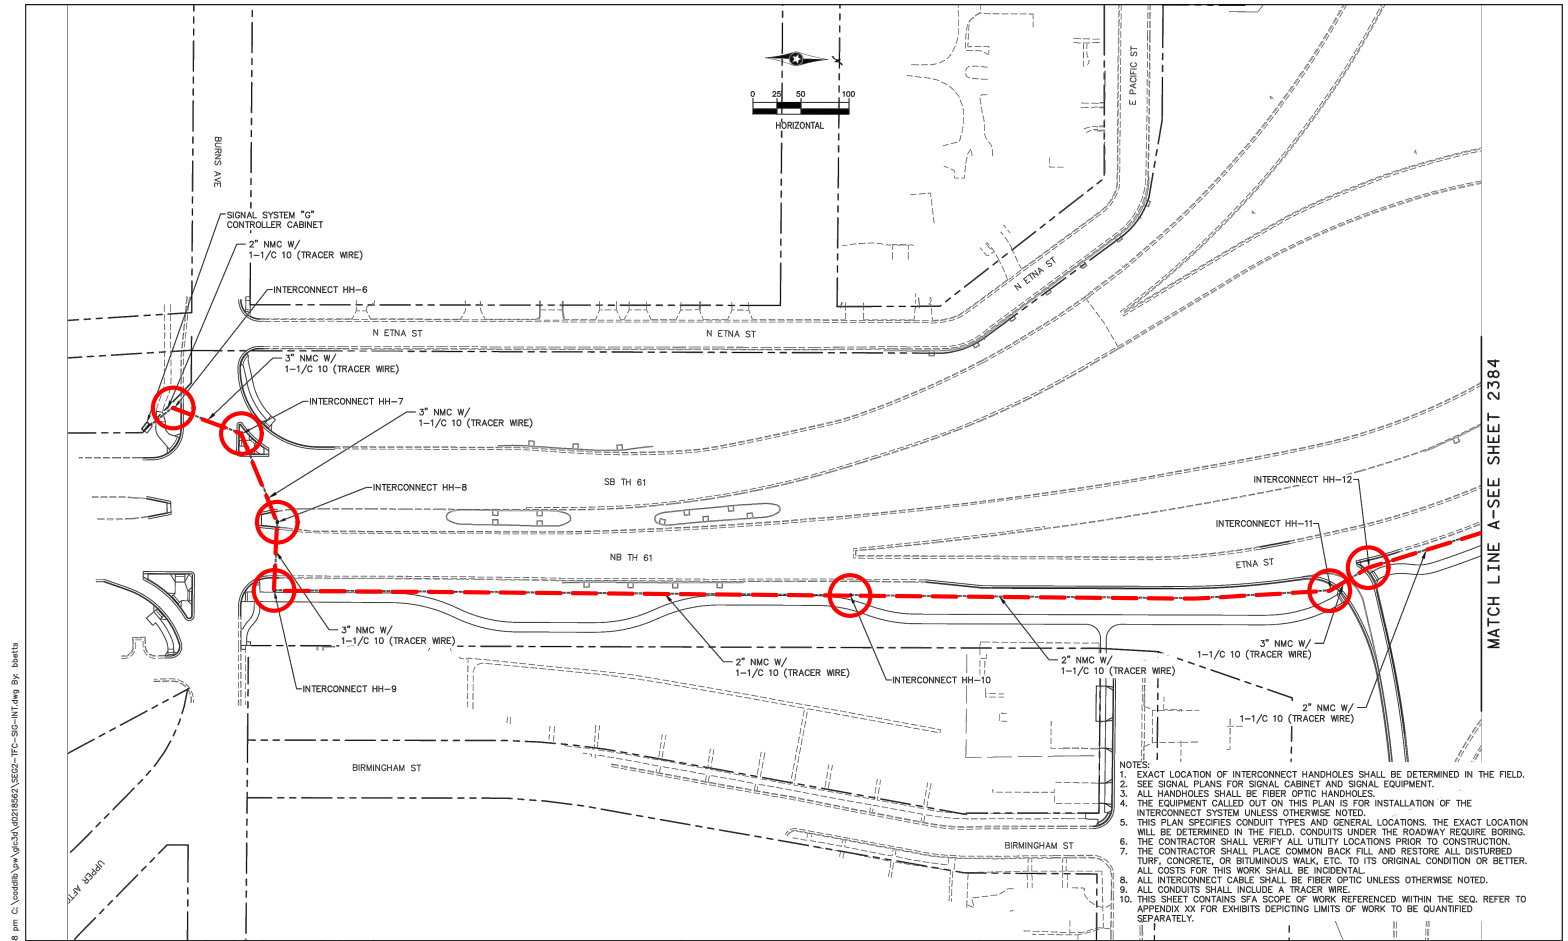 0 25 50 100
HORIZONTAL
E PACIFIC ST
BURNS AVE
SIGNAL SYSTEM "G"
CONTROLLER CABINET
2" NMC W/
1-1/C 10 (TRACER WIRE)
INTERCONNECT HH-6
N ETNA ST
N ETNA ST
N ETNA ST
3" NMC W/
1-1/C 10 (TRACER WIRE)
INTERCONNECT HH-7
3" NMC W/
1-1/C 10 (TRACER WIRE)
INTERCONNECT HH-8
SB TH 61
INTERCONNECT HH-12
INTERCONNECT HH-11
NB TH 61
ETNA ST
MATCH LINE A-SEE SHEET 2384
3" NMC W/
1-1/C 10 (TRACER WIRE)
INTERCONNECT HH-9
2" NMC W/
1-1/C 10 (TRACER WIRE)
INTERCONNECT HH-10
2" NMC W/
1-1/C 10 (TRACER WIRE)
3" NMC W/
1-1/C 10 (TRACER WIRE)
2" NMC W/
1-1/C 10 (TRACER WIRE)
BIRMINGHAM ST
BIRMINGHAM ST
UPPER AFTO
NOTES:
1. EXACT LOCATION OF INTERCONNECT HANDHOLES SHALL BE DETERMINED IN THE FIELD.
2. SEE SIGNAL PLANS FOR SIGNAL CABINET AND SIGNAL EQUIPMENT.
3. ALL HANDHOLES SHALL BE FIBER OPTIC HANDHOLES.
4. THE EQUIPMENT CALLED OUT ON THIS PLAN IS FOR INSTALLATION OF THE
INTERCONNECT SYSTEM UNLESS OTHERWISE NOTED.
5. THIS PLAN SPECIFIES CONDUIT TYPES AND GENERAL LOCATIONS. THE EXACT LOCATION
WILL BE DETERMINED IN THE FIELD. CONDUITS UNDER THE ROADWAY REQUIRE BORING.
6. THE CONTRACTOR SHALL VERIFY ALL UTILITY LOCATIONS PRIOR TO CONSTRUCTION.
7. THE CONTRACTOR SHALL PLACE COMMON BACK FILL AND RESTORE ALL DISTURBED
TURF, CONCRETE, OR BITUMINOUS WALK, ETC. TO ITS ORIGINAL CONDITION OR BETTER.
ALL COSTS FOR THIS WORK SHALL BE INCIDENTAL.
8. ALL INTERCONNECT CABLE SHALL BE FIBER OPTIC UNLESS OTHERWISE NOTED.
9. ALL CONDUITS SHALL INCLUDE A TRACER WIRE.
10. THIS SHEET CONTAINS SFA SCOPE OF WORK REFERENCED WITHIN THE SEQ. REFER TO
APPENDIX XX FOR EXHIBITS DEPICTING LIMITS OF WORK TO BE QUANTIFIED
SEPARATELY.
8 pm C: By: bbetts